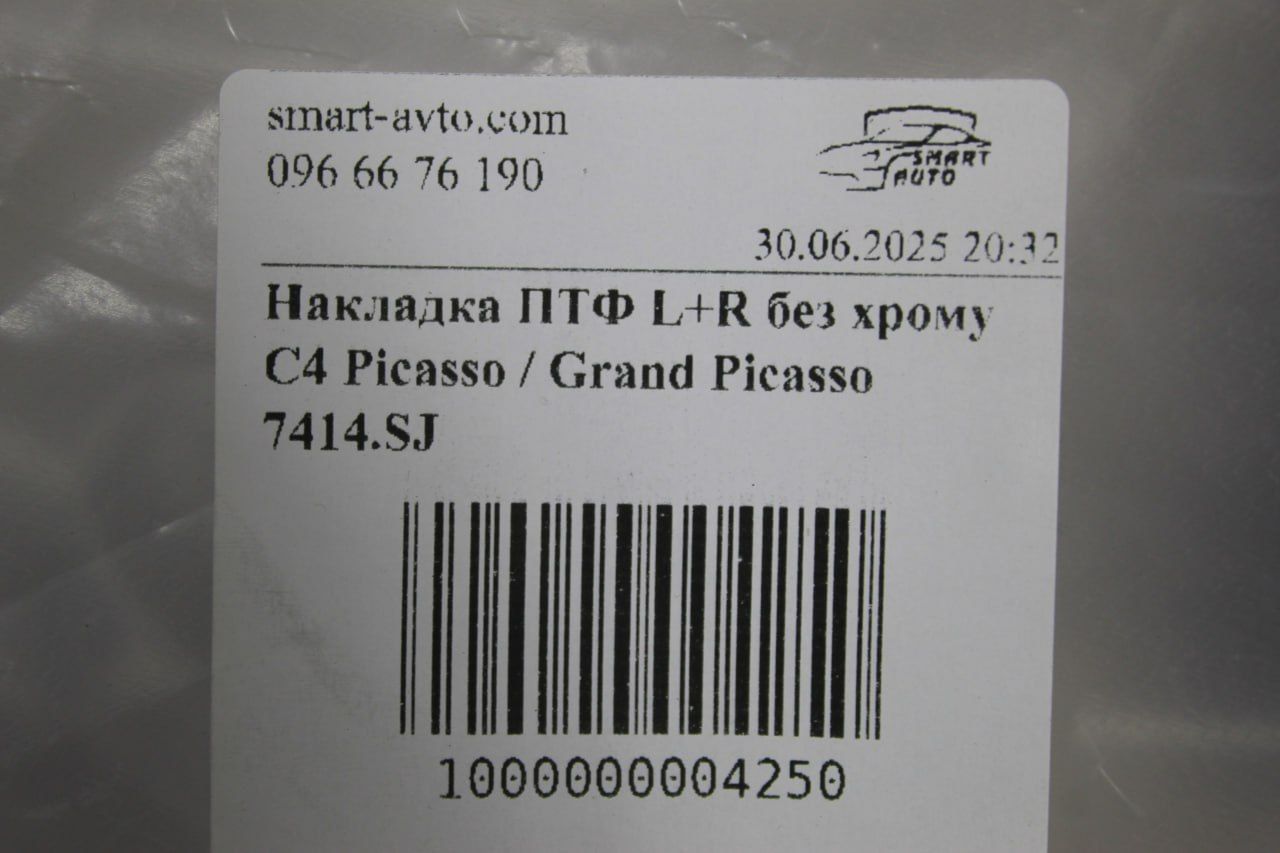 smart-avto.com
096 66 76 190
SMART
AUTO
30.06.2025 20:32
Накладка ПТФ L+R без хрому
C4 Picasso / Grand Picasso
7414.SJ
1000000004250